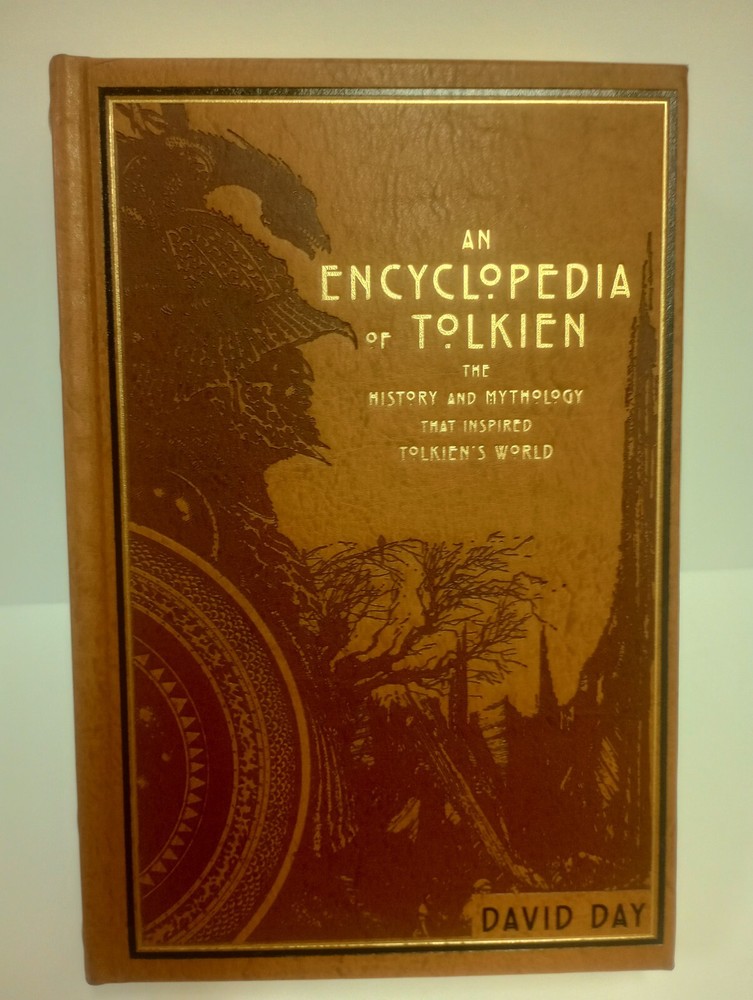 AN
ENCYCLOPEDIA
OF TOLKIEN
THE
HISTORY AND MYTHOLOGY
THAT INSPIRED
TOLKIEN'S WORLD
DAVID DAY